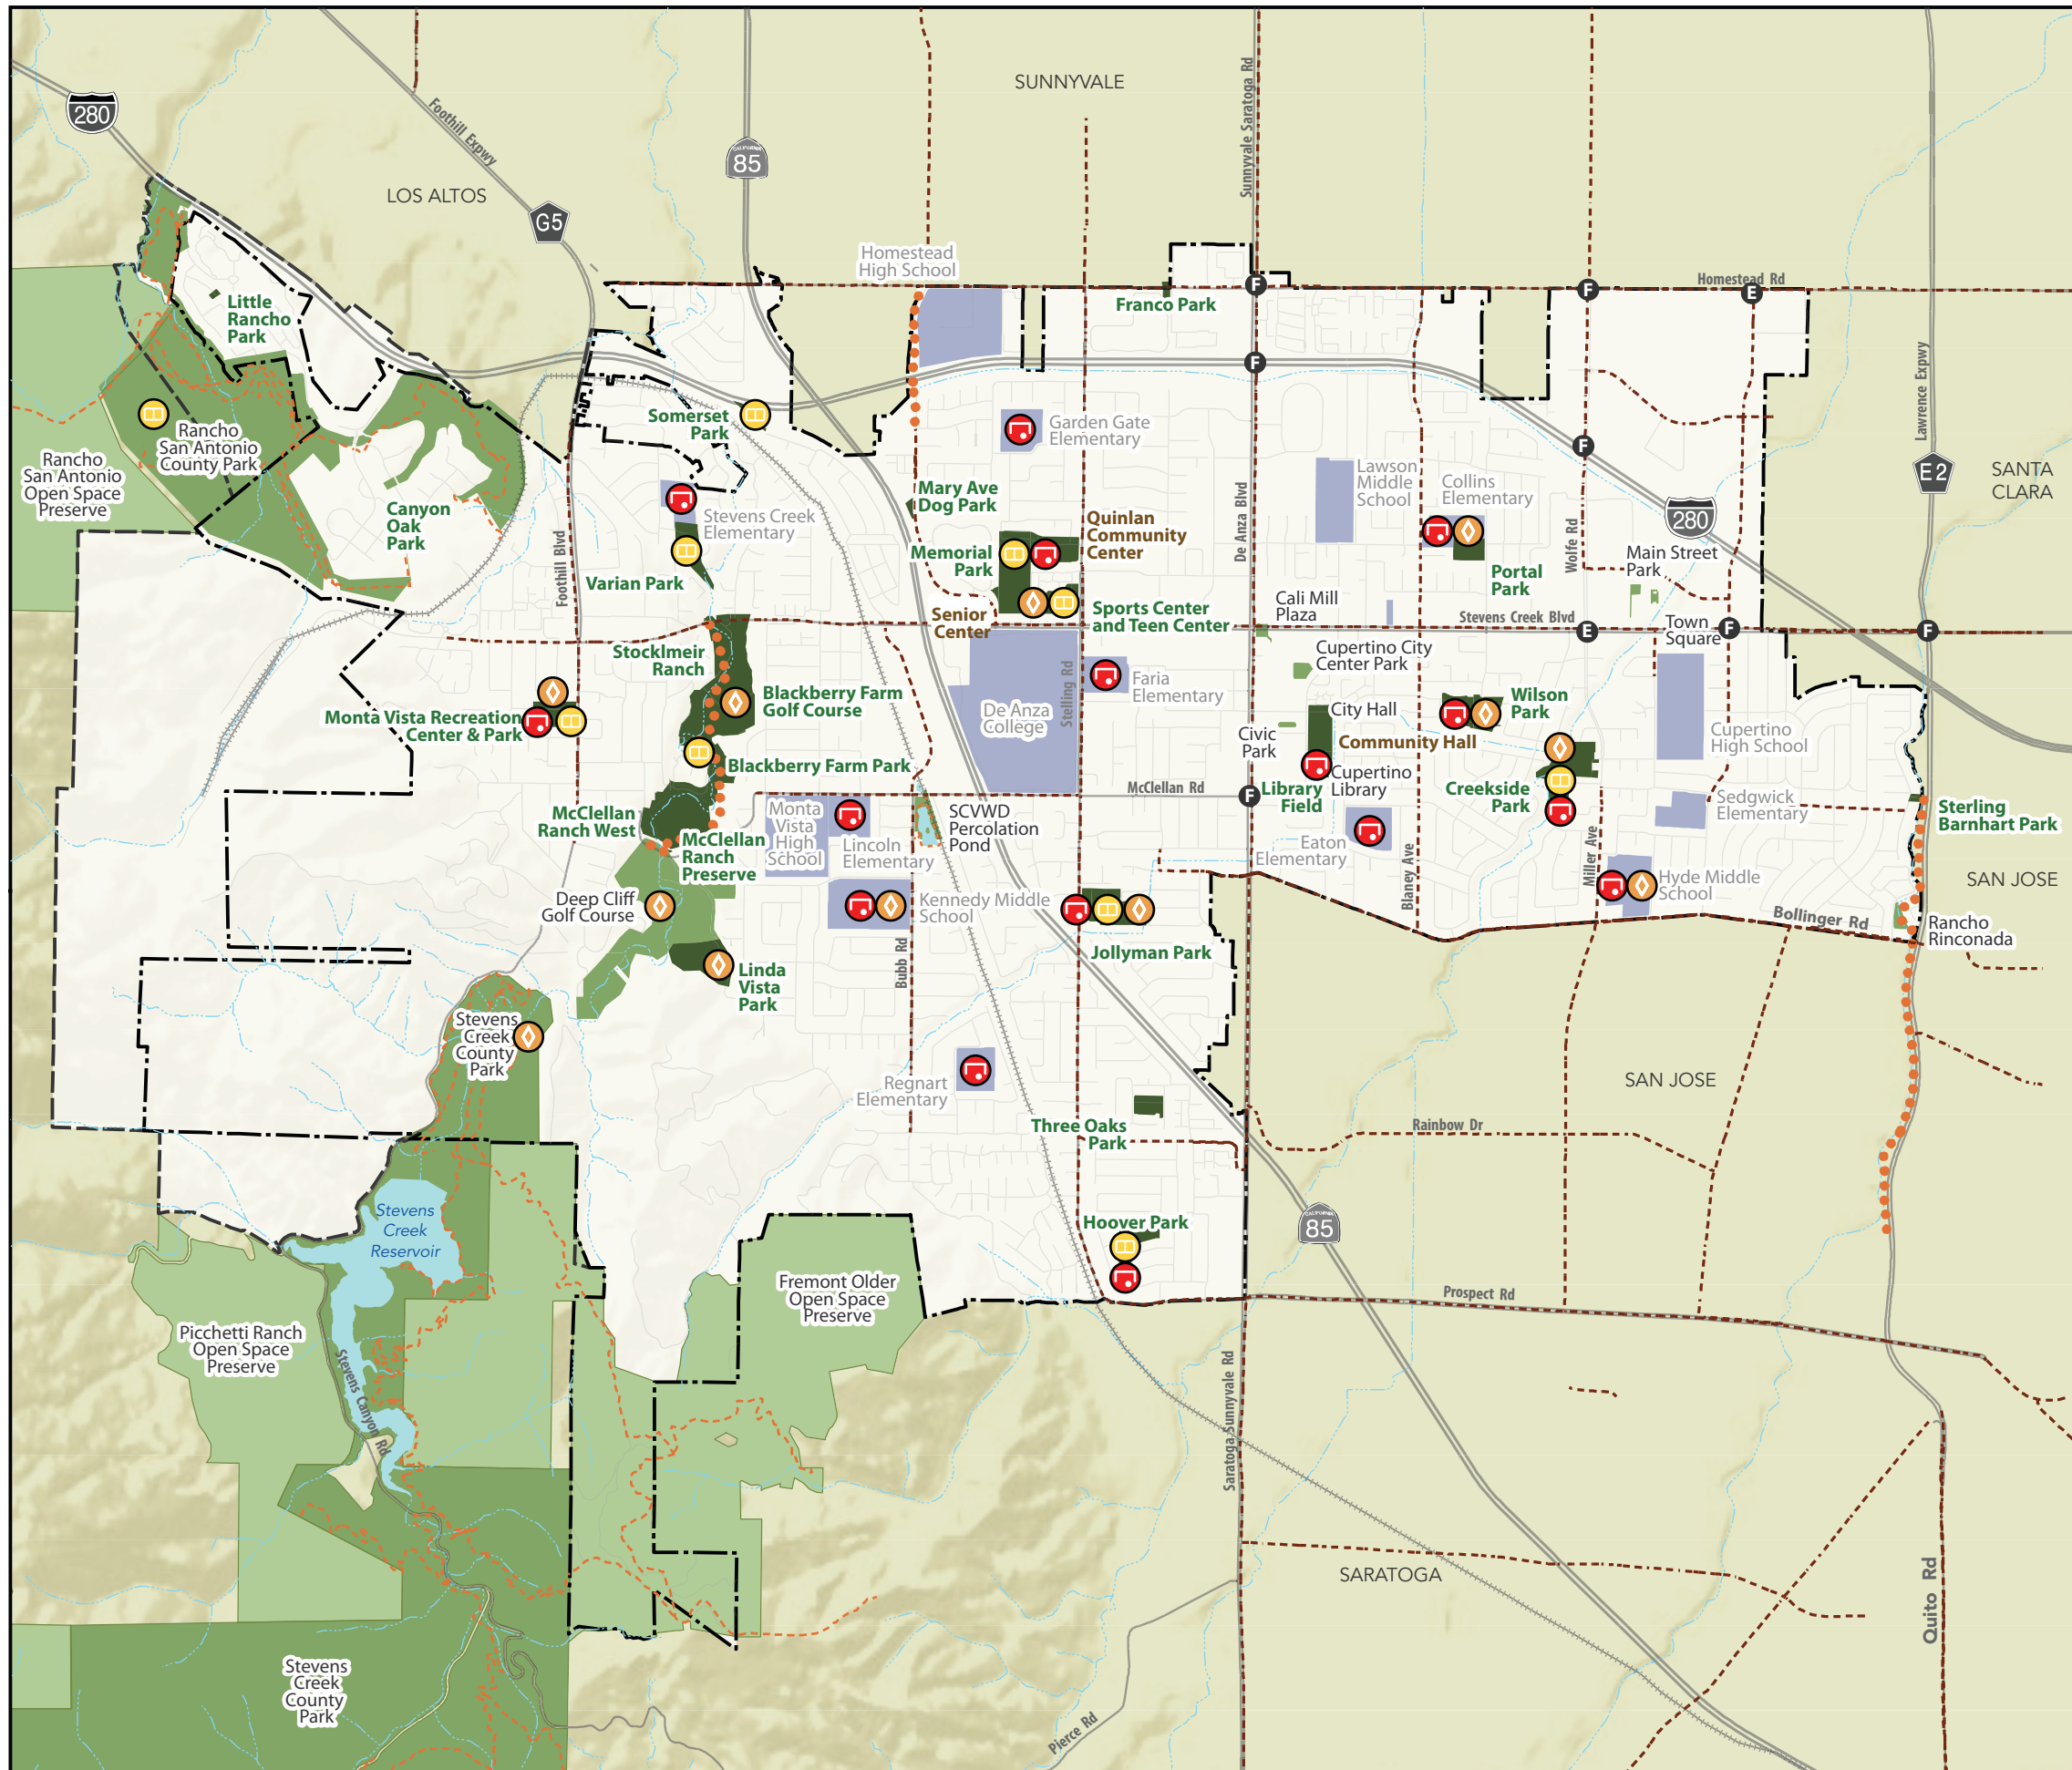 SUNNYVALE
280
Foothill Expwy
85
CALIFORNIA
Sunnyvale Saratoga Rd
LOS ALTOS
G5
Homestead
High School
Homestead Rd
F
F
F
Little
Rancho
Park
Franco Park
F
Lawrence Expwy
Somerset
Park
Garden Gate
Elementary
Rancho
San Antonio
County Park
Rancho
San Antonio
Open Space
Preserve
F
Lawson
Middle
School
Collins
Elementary
E2
SANTA
CLARA
Canyon
Oak
Park
Mary Ave
Dog Park
Stevens Creek
Elementary
Quinlan
Community
Center
De Anza Blvd
Wolfe Rd
280
Foothill Blvd
Memorial
Park
Main Street
Park
Varian Park
Portal
Park
Senior
Center
Sports Center
and Teen Center
Cali Mill
Plaza
Stevens Creek Blvd
E
Town
Square
F
F
Stocklmeir
Ranch
Cupertino City
Center Park
Stelling Rd
Faria
Elementary
Blackberry Farm
Golf Course
Wilson
Park
Monta Vista Recreation
Center & Park
De Anza
College
City Hall
Civic
Park
Community Hall
Cupertino
High School
Blackberry Farm Park
Cupertino
Library
McClellan Rd
F
Library
Field
Creekside
Park
McClellan
Ranch West
Monta
Vista
High
School
SCVWD
Percolation
Pond
Sedgwick
Elementary
Sterling
Barnhart Park
McClellan
Ranch
Preserve
Lincoln
Elementary
Eaton
Elementary
Blaney Ave
Miller Ave
Hyde Middle
School
SAN JOSE
Deep Cliff
Golf Course
Kennedy Middle
School
Bollinger Rd
Rancho
Rinconada
Bubb Rd
Jollyman Park
Linda
Vista
Park
Stevens
Creek
County
Park
Regnart
Elementary
SAN JOSE
Three Oaks
Park
Rainbow Dr
Stevens
Creek
Reservoir
Hoover Park
CALIFORNIA
85
Fremont Older
Open Space
Preserve
Prospect Rd
Picchetti Ranch
Open Space
Preserve
Stevens Canyon Rd
Saratoga Sunnyvale Rd
SARATOGA
Quito Rd
Stevens
Creek
County
Park
Pierce Rd